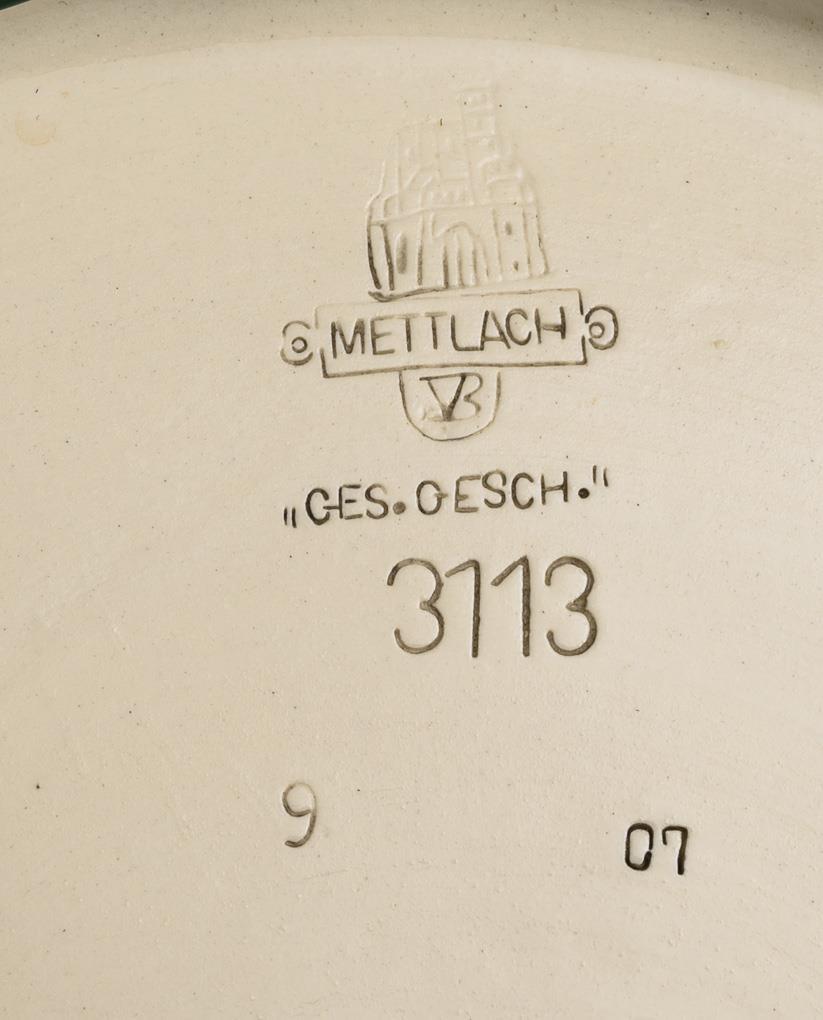 METTLACH
VB
„GES. GESCH."
3113
9 07